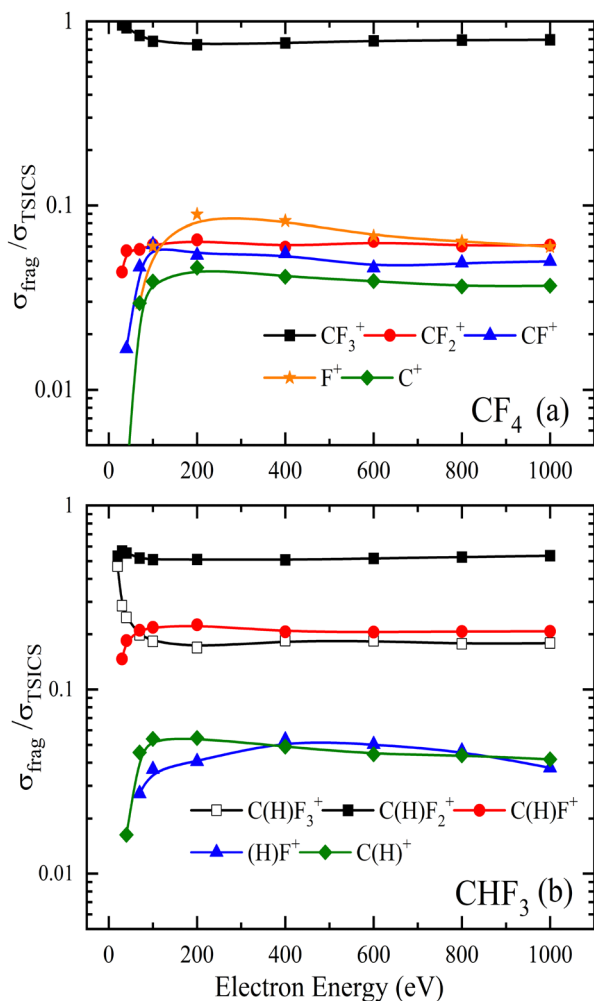 1
0.1
0.01
σfrag /σTSICS
CF₃⁺ CF₂⁺ CF⁺
F⁺ C⁺
CF₄ (a)
0 200 400 600 800 1000
1
0.1
0.01
σfrag /σTSICS
C(H)F₃⁺ C(H)F₂⁺ C(H)F⁺
(H)F⁺ C(H)⁺
CHF₃ (b)
0 200 400 600 800 1000
Electron Energy (eV)